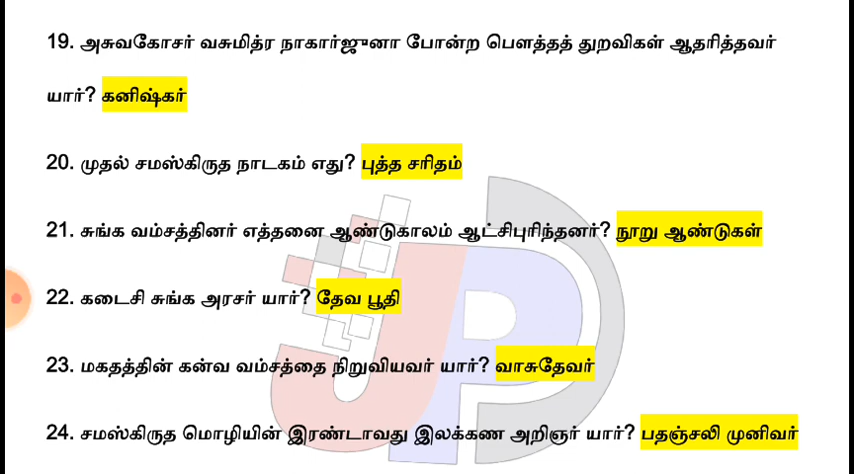 19. அசுவகோசர் வசுமித்ர நாகார்ஜுனா போன்ற பௌத்தத் துறவிகள் ஆதரித்தவர்
யார்? கனிஷ்கர்
20. முதல் சமஸ்கிருத நாடகம் எது? புத்த சரிதம்
21. சுங்க வம்சத்தினர் எத்தனை ஆண்டுகாலம் ஆட்சிபுரிந்தனர்? நூறு ஆண்டுகள்
22. கடைசி சுங்க அரசர் யார்? தேவ பூதி
23. மகதத்தின் கன்வ வம்சத்தை நிறுவியவர் யார்? வாசுதேவர்
24. சமஸ்கிருத மொழியின் இரண்டாவது இலக்கண அறிஞர் யார்? பதஞ்சலி முனிவர்
JP